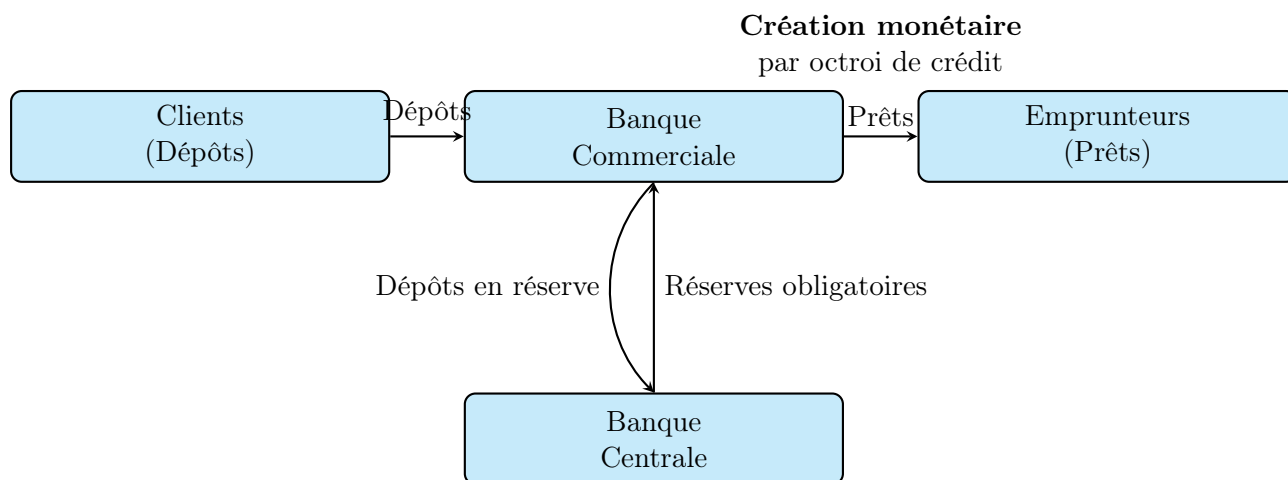 Création monétaire
par octroi de crédit
Clients
(Dépôts)
Dépôts
Banque
Commerciale
Prêts
Emprunteurs
(Prêts)
Dépôts en réserve
Réserves obligatoires
Banque
Centrale